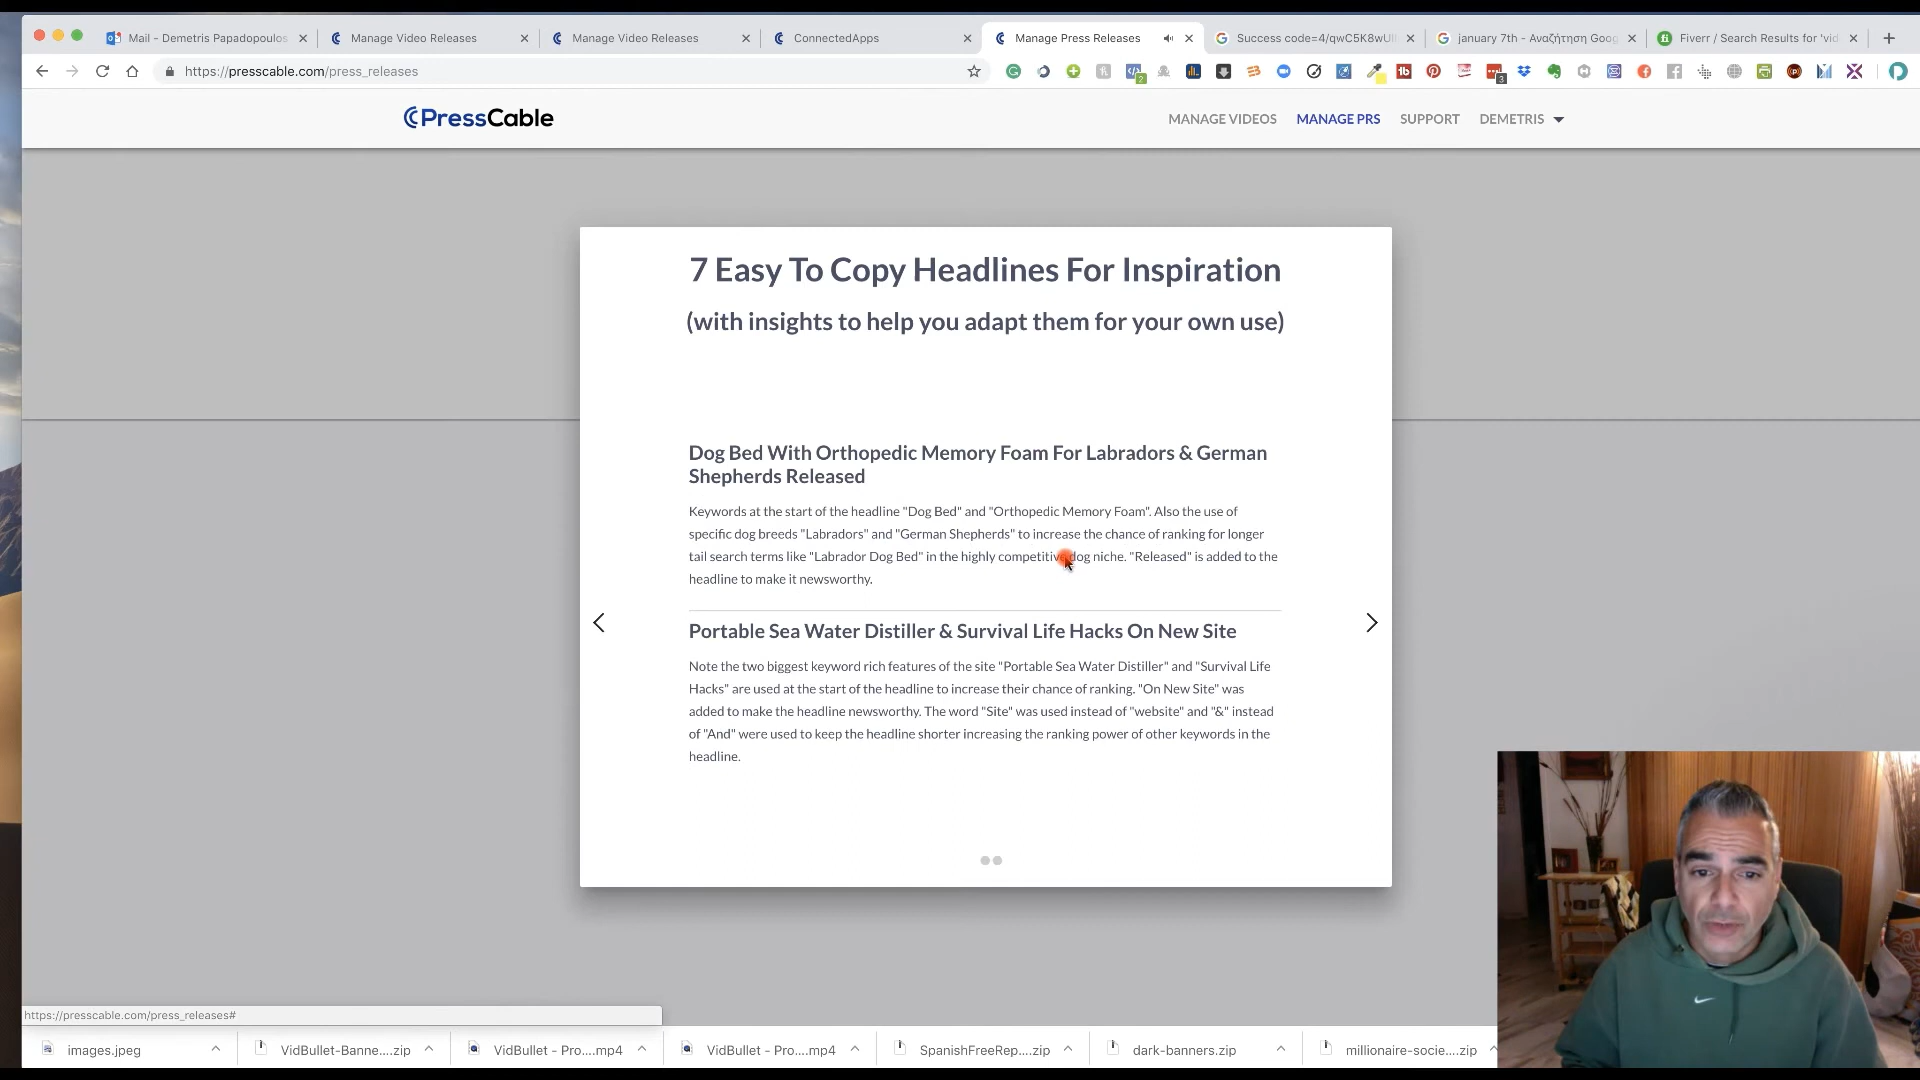 Mail - Demetris Papadopoulos
Manage Video Releases
Manage Video Releases
ConnectedApps
Manage Press Releases
Success code=4/qwC5K8wUl
january 7th - Αναζήτηση Goog
Fiverr / Search Results for 'vid
https://presscable.com/press_releases
PressCable
MANAGE VIDEOS
MANAGE PRS
SUPPORT
DEMETRIS
7 Easy To Copy Headlines For Inspiration
(with insights to help you adapt them for your own use)
Dog Bed With Orthopedic Memory Foam For Labradors & German
Shepherds Released
Keywords at the start of the headline "Dog Bed" and "Orthopedic Memory Foam". Also the use of
specific dog breeds "Labradors" and "German Shepherds" to increase the chance of ranking for longer
tail search terms like "Labrador Dog Bed" in the highly competitive dog niche. "Released" is added to the
headline to make it newsworthy.
Portable Sea Water Distiller & Survival Life Hacks On New Site
Note the two biggest keyword rich features of the site "Portable Sea Water Distiller" and "Survival Life
Hacks" are used at the start of the headline to increase their chance of ranking. "On New Site" was
added to make the headline newsworthy. The word "Site" was used instead of "website" and "&" instead
of "And" were used to keep the headline shorter increasing the ranking power of other keywords in the
headline.
https://presscable.com/press_releases#
images.jpeg
VidBullet-Banne....zip
VidBullet - Pro....mp4
VidBullet - Pro....mp4
SpanishFreeRep....zip
dark-banners.zip
millionaire-socie....zip